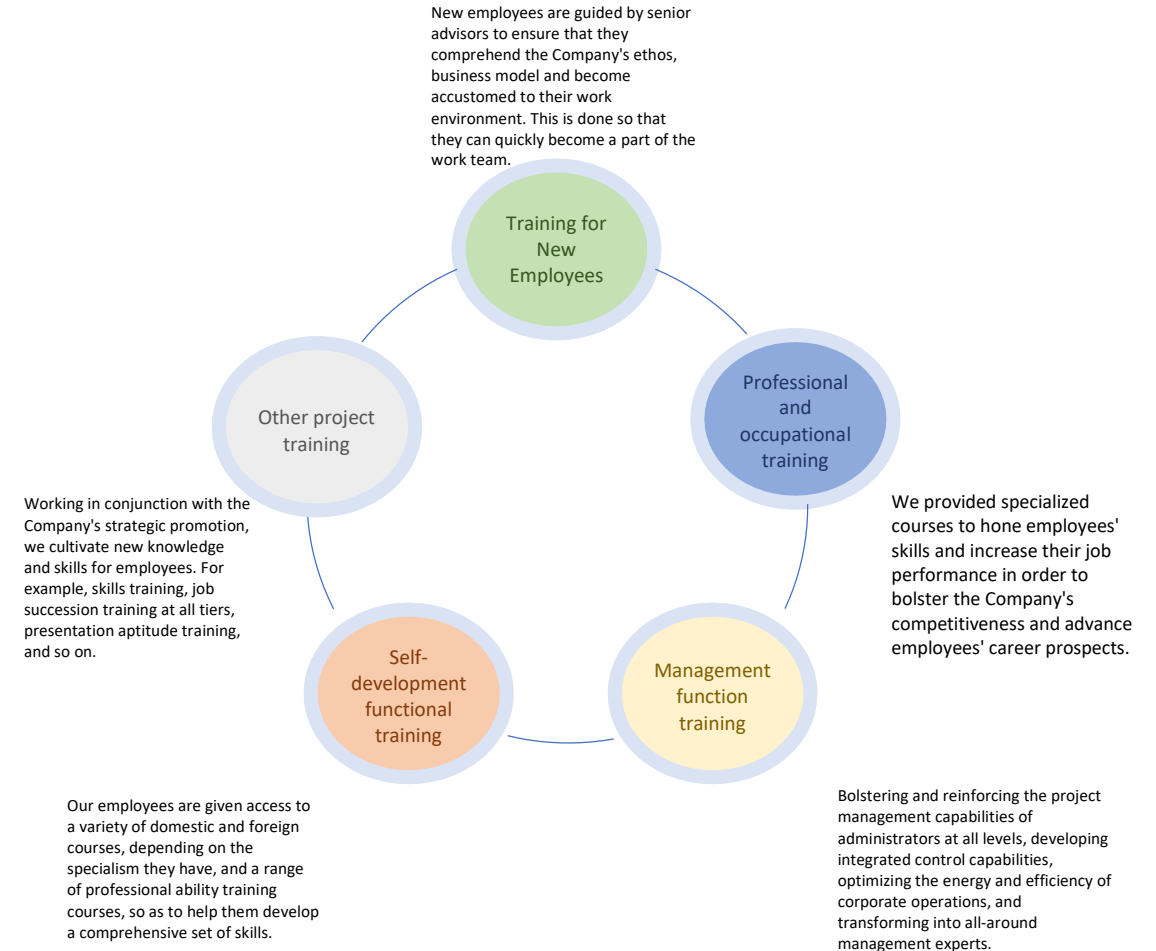 New employees are guided by senior
advisors to ensure that they
comprehend the Company's ethos,
business model and become
accustomed to their work
environment. This is done so that
they can quickly become a part of the
work team.
Training for
New
Employees
Professional
and
occupational
training
We provided specialized
courses to hone employees'
skills and increase their job
performance in order to
bolster the Company's
competitiveness and advance
employees' career prospects.
Management
function
training
Bolstering and reinforcing the project
management capabilities of
administrators at all levels, developing
integrated control capabilities,
optimizing the energy and efficiency of
corporate operations, and
transforming into all-around
management experts.
Self-
development
functional
training
Our employees are given access to
a variety of domestic and foreign
courses, depending on the
specialism they have, and a range
of professional ability training
courses, so as to help them develop
a comprehensive set of skills.
Other project
training
Working in conjunction with the
Company's strategic promotion,
we cultivate new knowledge
and skills for employees. For
example, skills training, job
succession training at all tiers,
presentation aptitude training,
and so on.